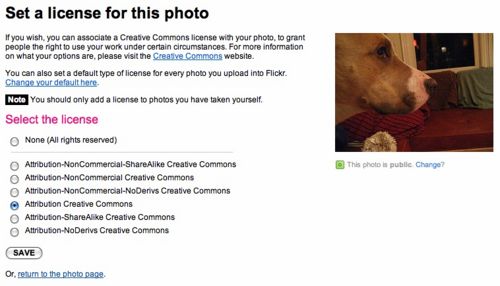 Set a license for this photo
If you wish, you can associate a Creative Commons license with your photo, to grant
people the right to use your work under certain circumstances. For more information
on what your options are, please visit the Creative Commons website.
You can also set a default type of license for every photo you upload into Flickr.
Change your default here.
Note You should only add a license to photos you have taken yourself.
Select the license
None (All rights reserved)
Attribution-NonCommercial-ShareAlike Creative Commons
Attribution-NonCommercial Creative Commons
Attribution-NonCommercial-NoDerivs Creative Commons
Attribution Creative Commons
Attribution-ShareAlike Creative Commons
Attribution-NoDerivs Creative Commons
SAVE
Or, return to the photo page.
This photo is public. Change?